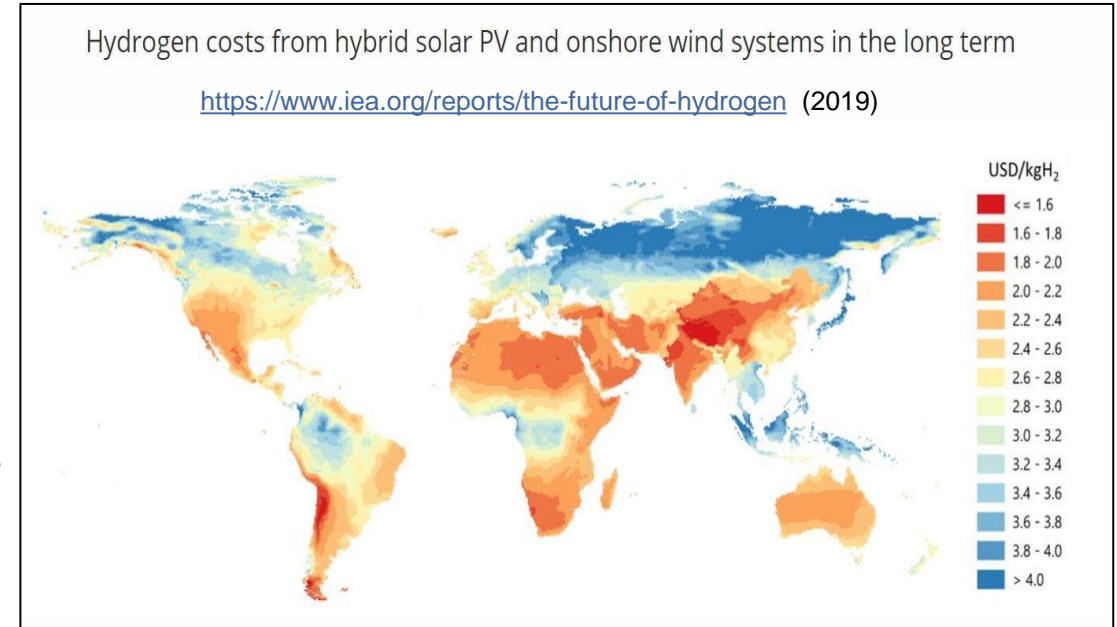 Hydrogen costs from hybrid solar PV and onshore wind systems in the long term
https://www.iea.org/reports/the-future-of-hydrogen (2019)
USD/kgH₂
<= 1.6
1.6 - 1.8
1.8 - 2.0
2.0 - 2.2
2.2 - 2.4
2.4 - 2.6
2.6 - 2.8
2.8 - 3.0
3.0 - 3.2
3.2 - 3.4
3.4 - 3.6
3.6 - 3.8
3.8 - 4.0
> 4.0